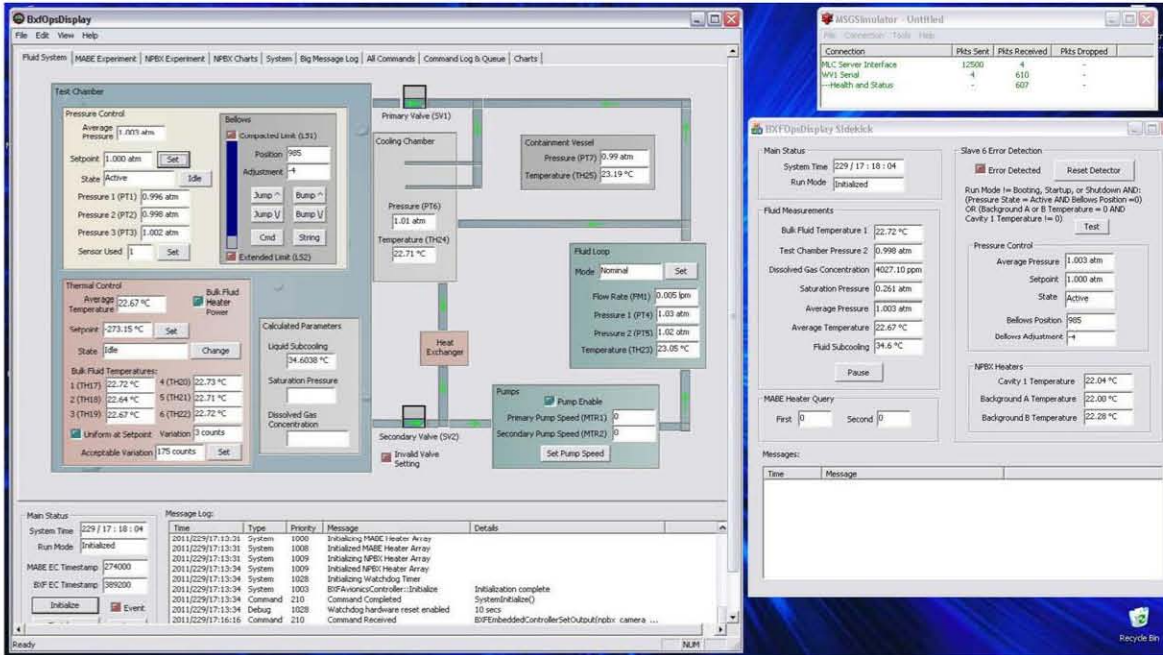 BxfOpsDisplay
File Edit View Help
Fluid System MABE Experiment NPBX Experiment NPBX Charts System Big Message Log All Commands Command Log & Queue Charts
Test Chamber
Pressure Control
Average Pressure 1.003 atm
Setpoint 1.000 atm Set
State Active Idle
Pressure 1 (PT1) 0.996 atm
Pressure 2 (PT2) 0.998 atm
Pressure 3 (PT3) 1.002 atm
Sensor Used 1 Set
Bellows
Compacted Limit (LS1)
Position 985
Adjustment -4
Jump ^ Bump ^
Jump \/ Bump \/
Cmd String
Extended Limit (LS2)
Thermal Control
Average Temperature 22.67 °C
Bulk Fluid Heater Power
Setpoint -273.15 °C Set
State Idle Change
Bulk Fluid Temperatures:
1 (TH17) 22.72 °C 4 (TH20) 22.73 °C
2 (TH18) 22.64 °C 5 (TH21) 22.71 °C
3 (TH19) 22.67 °C 6 (TH22) 22.72 °C
Uniform at Setpoint Variation 3 counts
Acceptable Variation 175 counts Set
Calculated Parameters
Liquid Subcooling
34.6038 °C
Saturation Pressure
Dissolved Gas
Concentration
Primary Valve (SV1)
Cooling Chamber
Pressure (PT6)
1.01 atm
Temperature (TH24)
22.71 °C
Heat
Exchanger
Secondary Valve (SV2)
Invalid Valve
Setting
Containment Vessel
Pressure (PT7) 0.99 atm
Temperature (TH25) 23.19 °C
Fluid Loop
Mode Nominal Set
Flow Rate (FM1) 0.005 lpm
Pressure 1 (PT4) 1.03 atm
Pressure 2 (PT5) 1.02 atm
Temperature (TH23) 23.05 °C
Pumps
Pump Enable
Primary Pump Speed (MTR1) 0
Secondary Pump Speed (MTR2) 0
Set Pump Speed
Main Status
System Time 229 / 17 : 18 : 04
Run Mode Initialized
MABE EC Timestamp 274000
BXF EC Timestamp 389200
Initialize Event
Message Log:
Time Type Priority Message Details
2011/229/17:13:31 System 1008 Initializing MABE Heater Array
2011/229/17:13:31 System 1008 Initialized MABE Heater Array
2011/229/17:13:31 System 1009 Initializing NPBX Heater Array
2011/229/17:13:34 System 1009 Initialized NPBX Heater Array
2011/229/17:13:34 System 1028 Initializing Watchdog Timer
2011/229/17:13:34 System 1003 BXFAvionicsController::Initialize Initialization complete
2011/229/17:13:34 Command 210 Command Completed SystemInitialize()
2011/229/17:13:34 Debug 1028 Watchdog hardware reset enabled 10 secs
2011/229/17:16:16 Command 210 Command Received BXFEmbeddedControllerSetOutput(npbx_camera_...
Ready NUM
MSGSimulator - Untitled
File Connection Tools Help
Connection Pkts Sent Pkts Received Pkts Dropped
MLC Server Interface 12500 4 -
WV1 Serial 4 610 -
---Health and Status - 607 -
BXFOpsDisplay Sidekick
Main Status
System Time 229 / 17 : 18 : 04
Run Mode Initialized
Fluid Measurements
Bulk Fluid Temperature 1 22.72 °C
Test Chamber Pressure 2 0.998 atm
Dissolved Gas Concentration 4027.10 ppm
Saturation Pressure 0.261 atm
Average Pressure 1.003 atm
Average Temperature 22.67 °C
Fluid Subcooling 34.6 °C
Pause
MABE Heater Query
First 0 Second 0
Slave 6 Error Detection
Error Detected Reset Detector
Run Mode != Booting, Startup, or Shutdown AND:
(Pressure State = Active AND Bellows Position =0)
OR (Background A or B Temperature = 0 AND
Cavity 1 Temperature != 0)
Test
Pressure Control
Average Pressure 1.003 atm
Setpoint 1.000 atm
State Active
Bellows Position 985
Bellows Adjustment -4
NPBX Heaters
Cavity 1 Temperature 22.04 °C
Background A Temperature 22.08 °C
Background B Temperature 22.28 °C
Messages:
Time Message
Recycle Bin